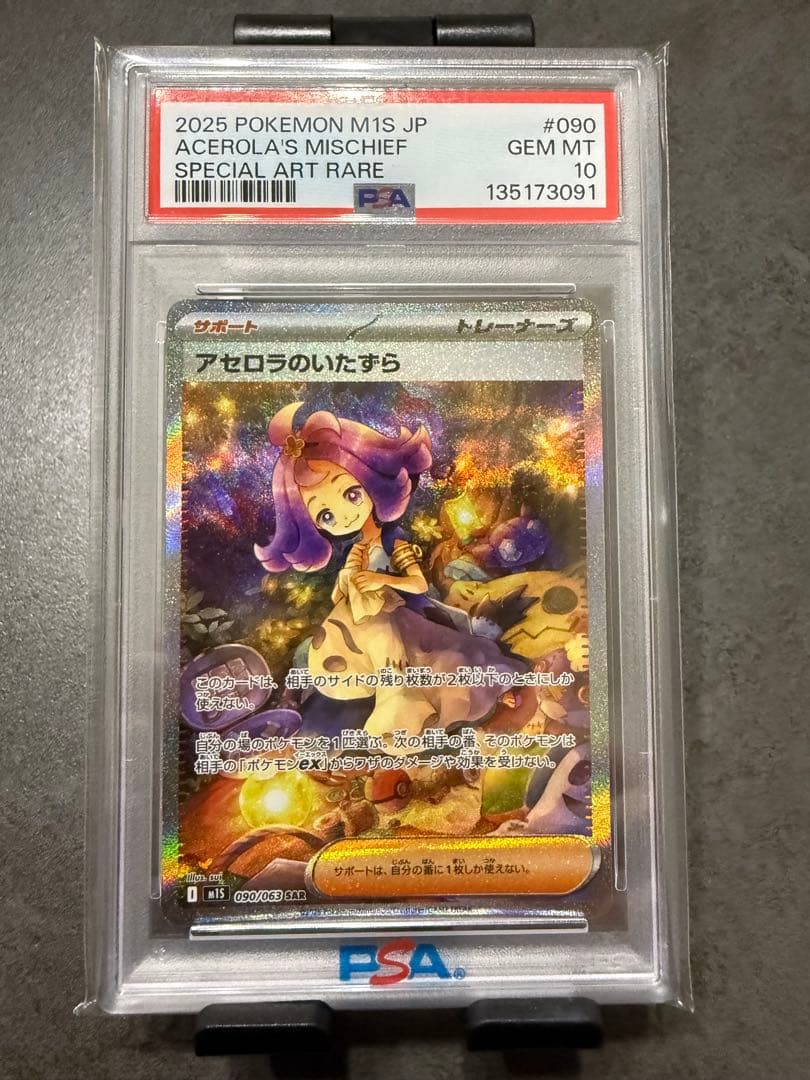 2025 POKEMON M1S JP #090
ACEROLA'S MISCHIEF GEM MT
SPECIAL ART RARE 10
PSA 135173091
サポート トレーナーズ
アセロラのいたずら
このカードは、相手のサイドの残り枚数が2枚以下のときにしか
使えない。
自分の場のポケモンを1匹選ぶ。次の相手の番、そのポケモンは
相手の「ポケモンex」からワザのダメージや効果を受けない。
サポートは、自分の番に1枚しか使えない。
Illus. sui
I M1S 090/063 SAR
PSA